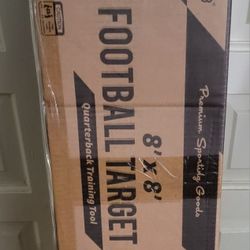 8' x 8'
FOOTBALL TARGET
Quarterback Training Tool
Premium Sporting Goods